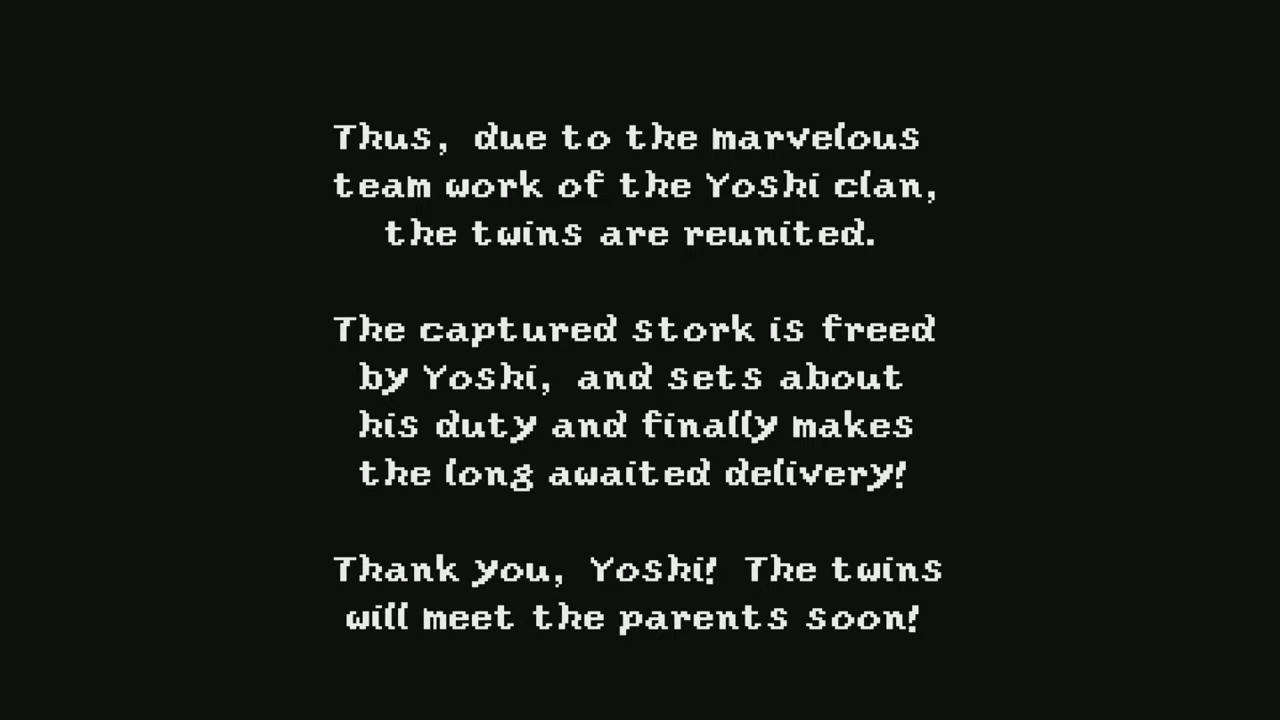 Thus, due to the marvelous
team work of the Yoshi clan,
the twins are reunited.
The captured stork is freed
by Yoshi, and sets about
his duty and finally makes
the long awaited delivery!
Thank you, Yoshi! The twins
will meet the parents soon!